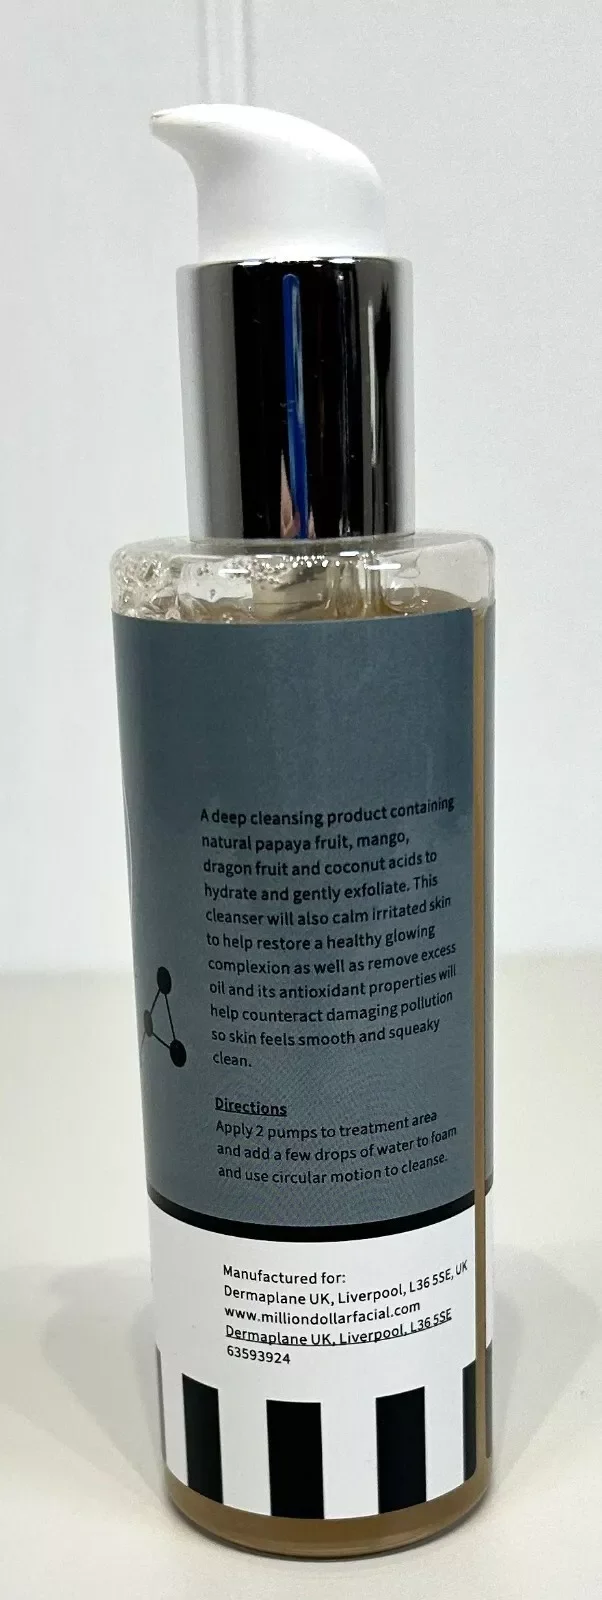 A deep cleansing product containing
natural papaya fruit, mango,
dragon fruit and coconut acids to
hydrate and gently exfoliate. This
cleanser will also calm irritated skin
to help restore a healthy glowing
complexion as well as remove excess
oil and its antioxidant properties will
help counteract damaging pollution
so skin feels smooth and squeaky
clean.
Directions
Apply 2 pumps to treatment area
and add a few drops of water to foam
and use circular motion to cleanse.
Manufactured for:
Dermaplane UK, Liverpool, L36 5SE, UK
www.milliondollarfacial.com
Dermaplane UK, Liverpool, L36 5SE
63593924